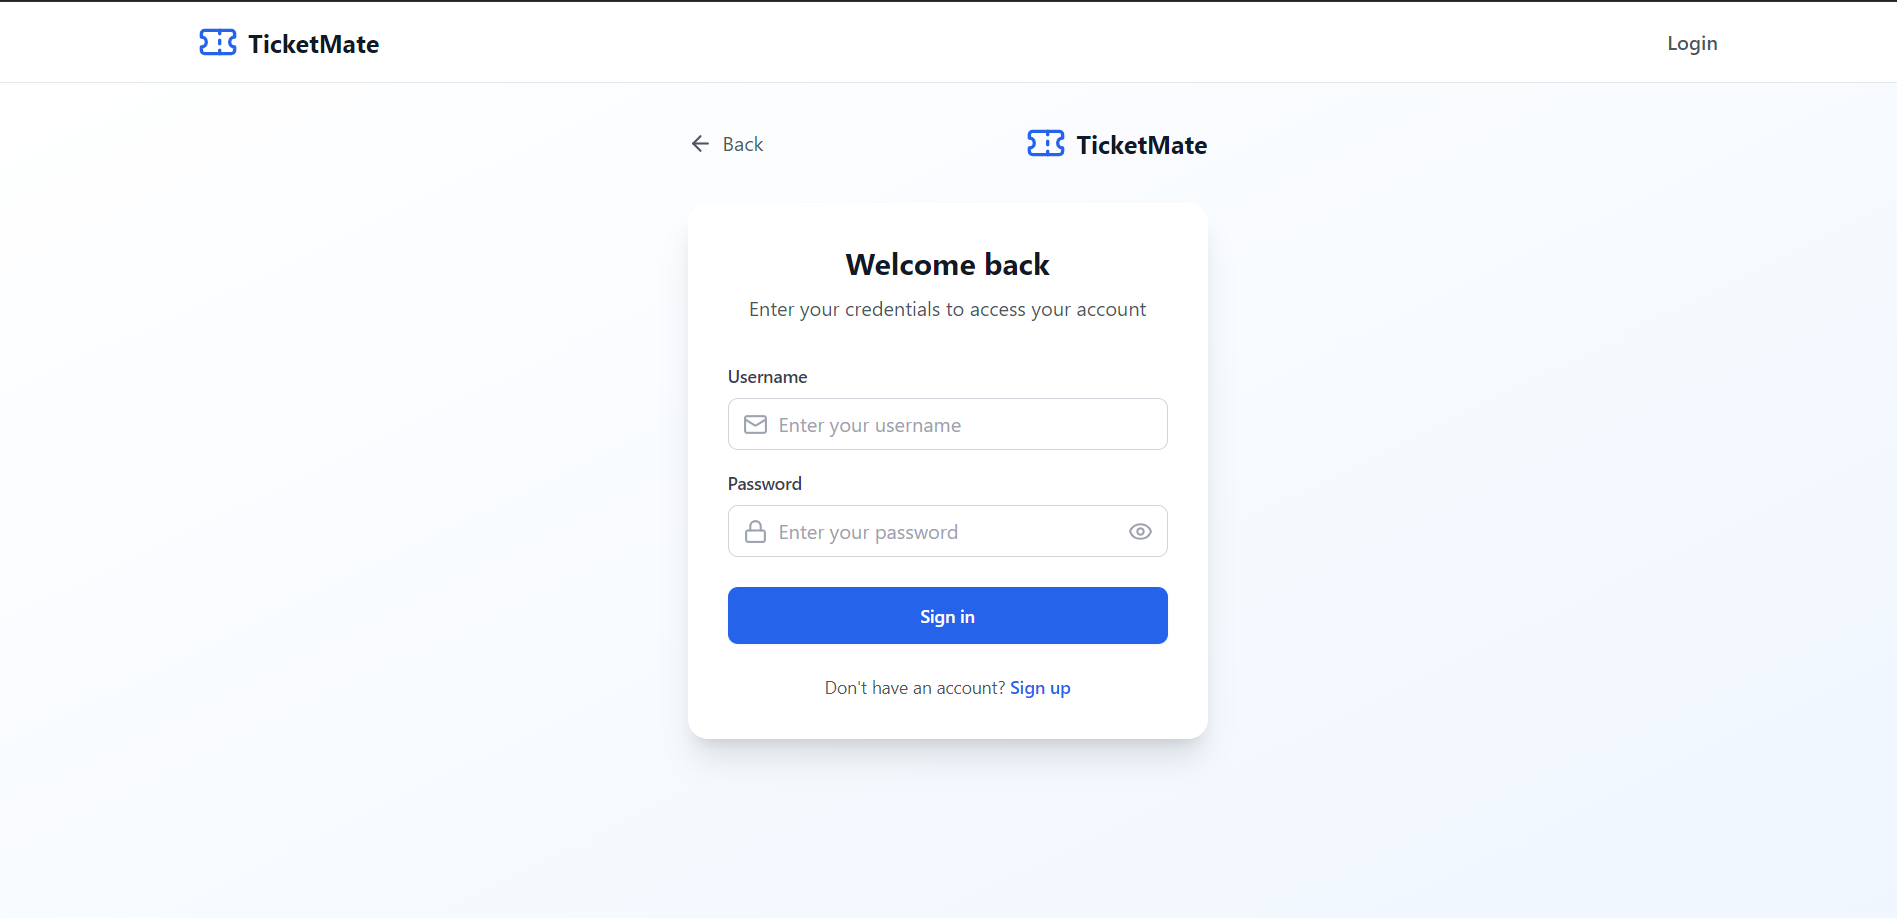 TicketMate
Login
Back
TicketMate
Welcome back
Enter your credentials to access your account
Username
Enter your username
Password
Enter your password
Sign in
Don't have an account? Sign up